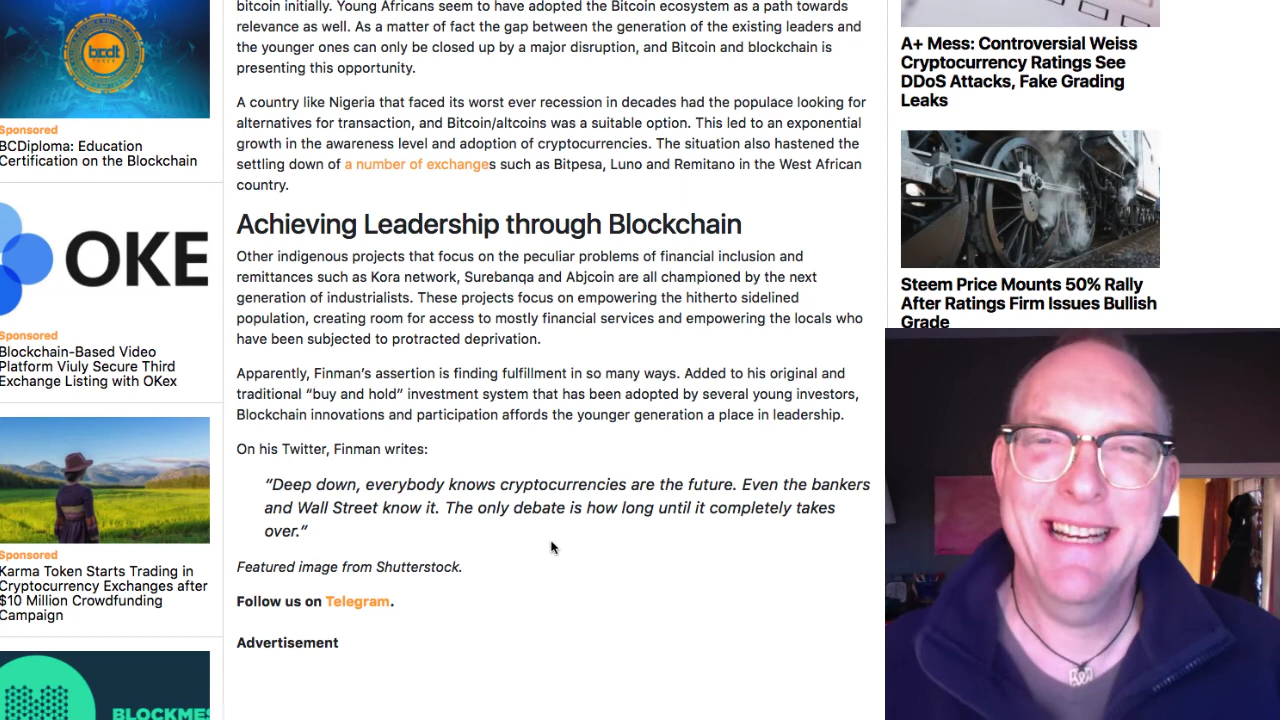 bcdt
TOKEN
Sponsored
BCDiploma: Education
Certification on the Blockchain
OKE
Sponsored
Blockchain-Based Video
Platform Viuly Secure Third
Exchange Listing with OKex
Sponsored
Karma Token Starts Trading in
Cryptocurrency Exchanges after
$10 Million Crowdfunding
Campaign
BLOCKMES
bitcoin initially. Young Africans seem to have adopted the Bitcoin ecosystem as a path towards
relevance as well. As a matter of fact the gap between the generation of the existing leaders and
the younger ones can only be closed up by a major disruption, and Bitcoin and blockchain is
presenting this opportunity.
A country like Nigeria that faced its worst ever recession in decades had the populace looking for
alternatives for transaction, and Bitcoin/altcoins was a suitable option. This led to an exponential
growth in the awareness level and adoption of cryptocurrencies. The situation also hastened the
settling down of a number of exchanges such as Bitpesa, Luno and Remitano in the West African
country.
Achieving Leadership through Blockchain
Other indigenous projects that focus on the peculiar problems of financial inclusion and
remittances such as Kora network, Surebanqa and Abjcoin are all championed by the next
generation of industrialists. These projects focus on empowering the hitherto sidelined
population, creating room for access to mostly financial services and empowering the locals who
have been subjected to protracted deprivation.
Apparently, Finman’s assertion is finding fulfillment in so many ways. Added to his original and
traditional “buy and hold” investment system that has been adopted by several young investors,
Blockchain innovations and participation affords the younger generation a place in leadership.
On his Twitter, Finman writes:
“Deep down, everybody knows cryptocurrencies are the future. Even the bankers
and Wall Street know it. The only debate is how long until it completely takes
over.”
Featured image from Shutterstock.
Follow us on Telegram.
Advertisement
A+ Mess: Controversial Weiss
Cryptocurrency Ratings See
DDoS Attacks, Fake Grading
Leaks
Steem Price Mounts 50% Rally
After Ratings Firm Issues Bullish
Grade